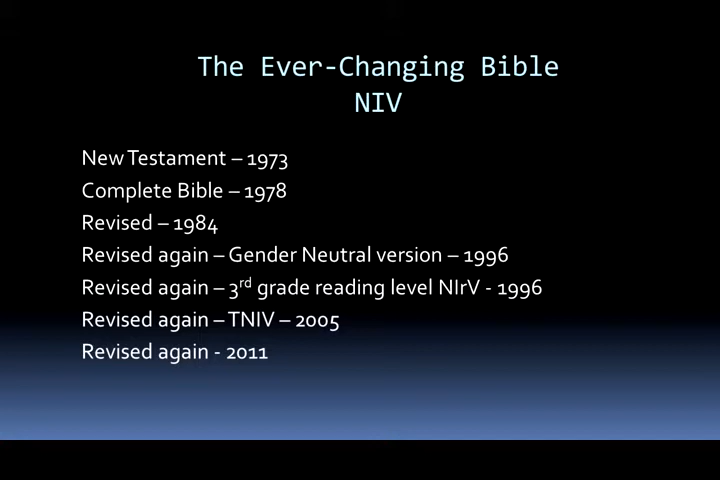 The Ever-Changing Bible
NIV
New Testament – 1973
Complete Bible – 1978
Revised – 1984
Revised again – Gender Neutral version – 1996
Revised again – 3rd grade reading level NIrV - 1996
Revised again – TNIV – 2005
Revised again - 2011